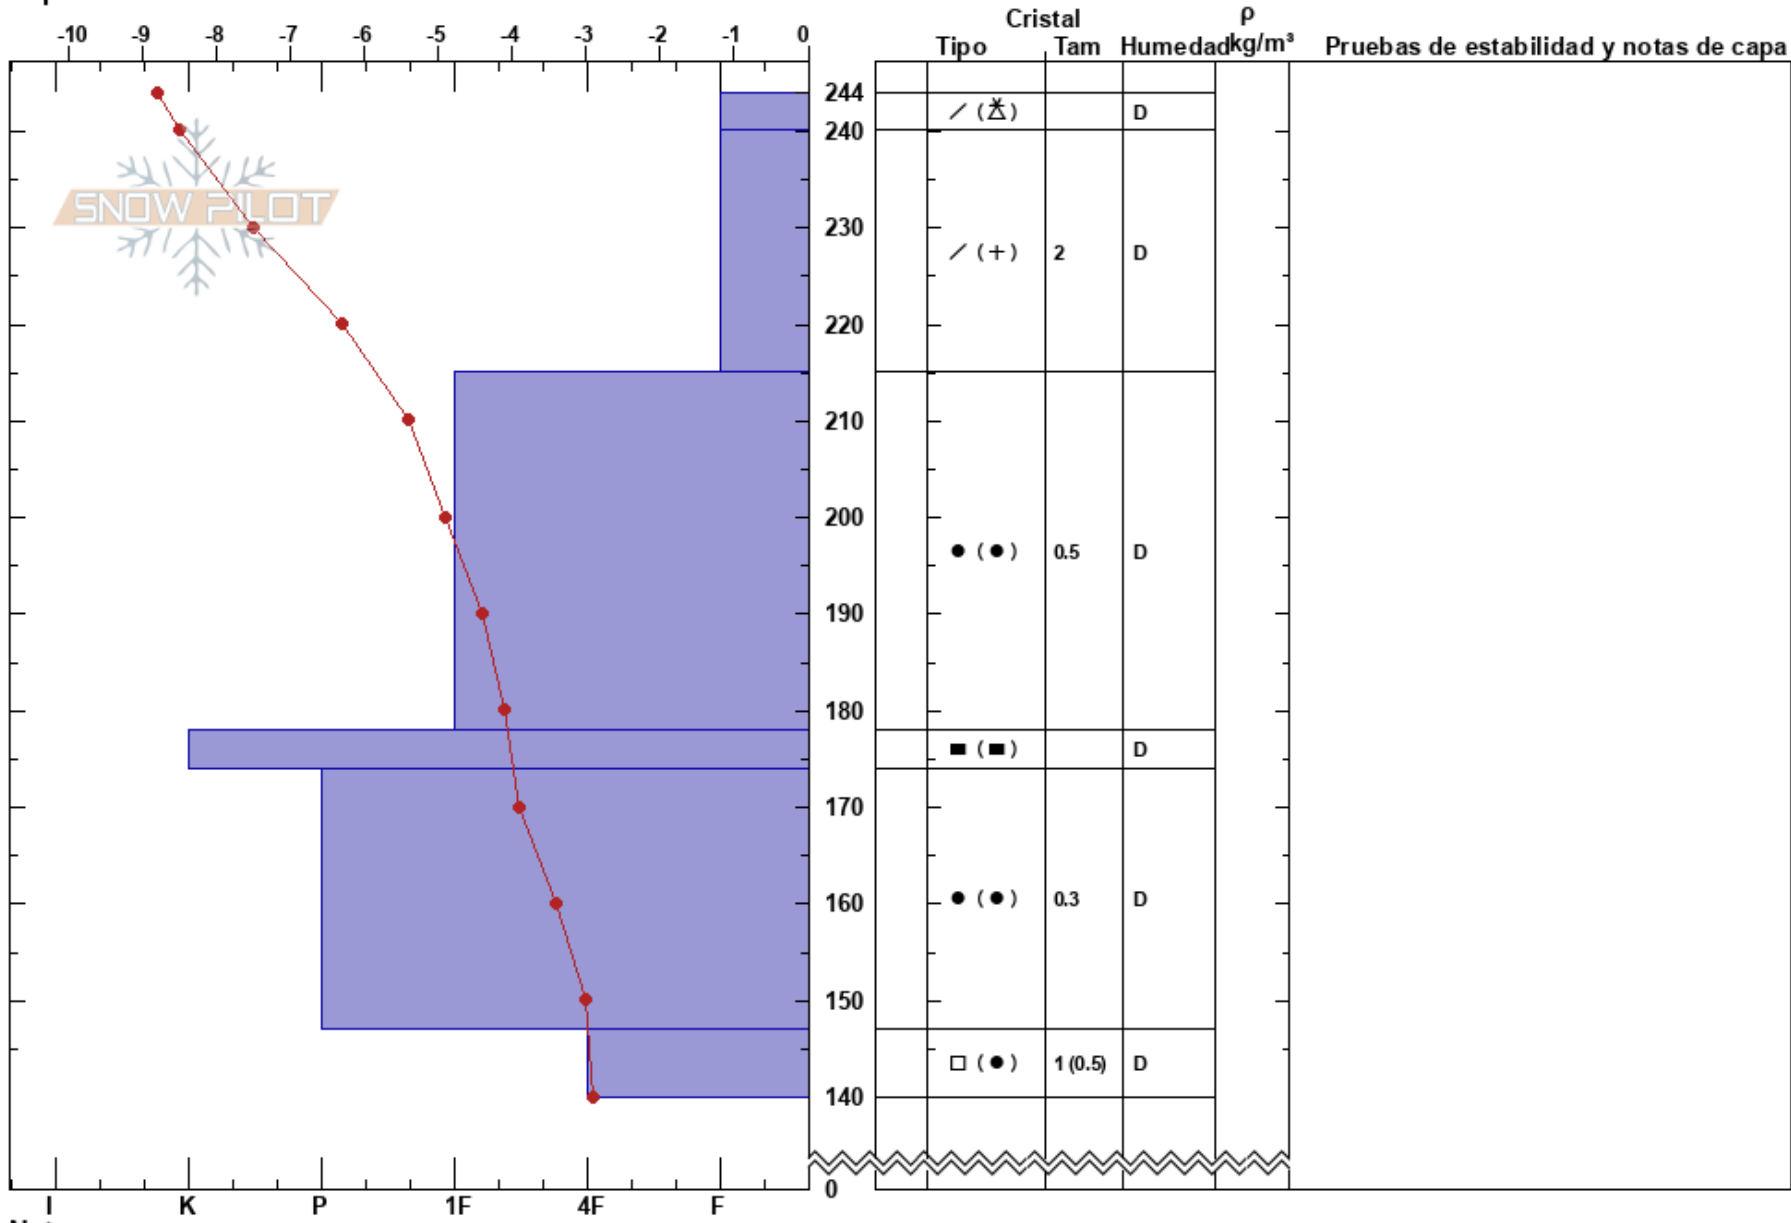 Cristal ρ
-10 -9 -8 -7 -6 -5 -4 -3 -2 -1 0 Tipo Tam Humedad kg/m³ Pruebas de estabilidad y notas de capa
244
/ ( ) D
240
SNOW PILOT
230
/ (+) 2 D
220
210
200
● (●) 0.5 D
190
180
■ (■) D
170
160
● (●) 0.3 D
150
□ (●) 1 (0.5) D
140
0
I K P 1F 4F F